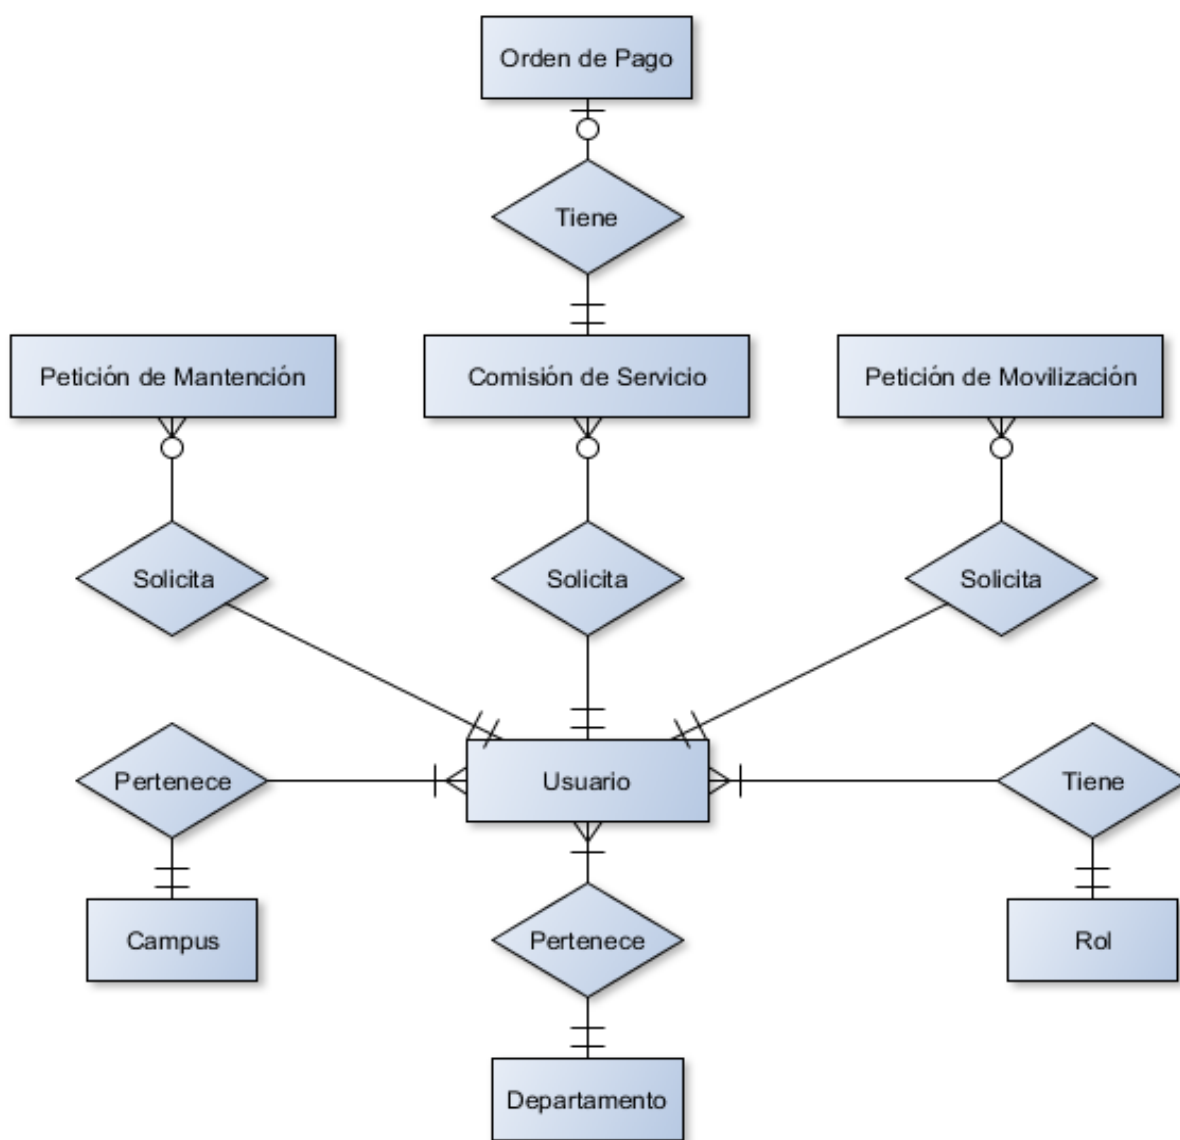 Orden de Pago
Tiene
Petición de Mantención
Comisión de Servicio
Petición de Movilización
Solicita
Solicita
Solicita
Pertenece
Usuario
Tiene
Campus
Pertenece
Rol
Departamento